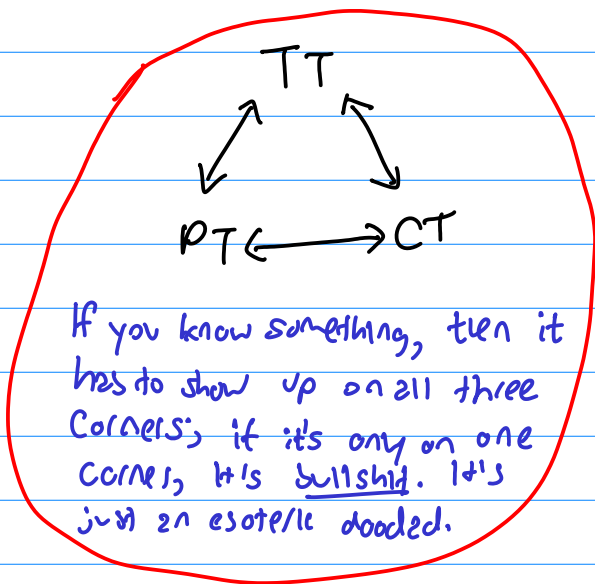 TT
PT CT
If you know something, then it
has to show up on all three
corners; if it's only on one
corner, it's bullshit. It's
just an esoteric